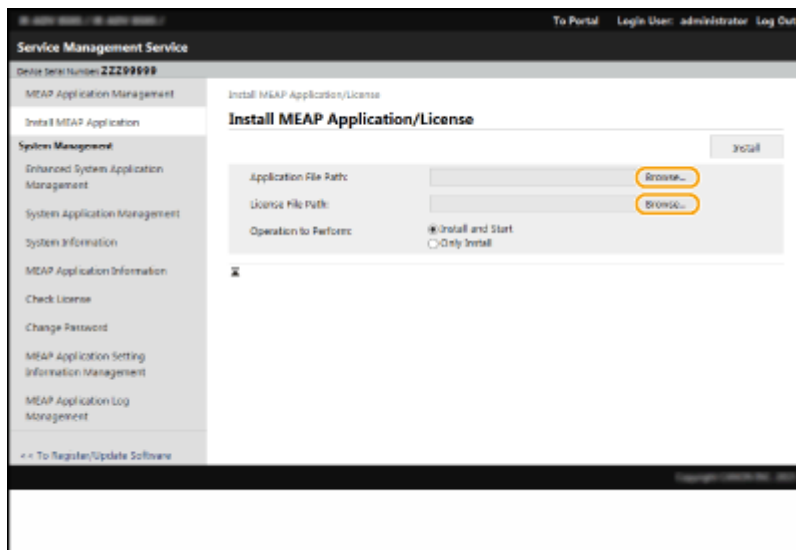 To Portal Login User: administrator Log Out
Service Management Service
Device Serial Number: ZZZ99999
MEAP Application Management
Install MEAP Application
System Management
Enhanced System Application
Management
System Application Management
System Information
MEAP Application Information
Check License
Change Password
MEAP Application Setting
Information Management
MEAP Application Log
Management
<< To Register/Update Software
Install MEAP Application/License
Install MEAP Application/License
Install
Application File Path: Browse...
License File Path: Browse...
Operation to Perform: Install and Start
Only Install